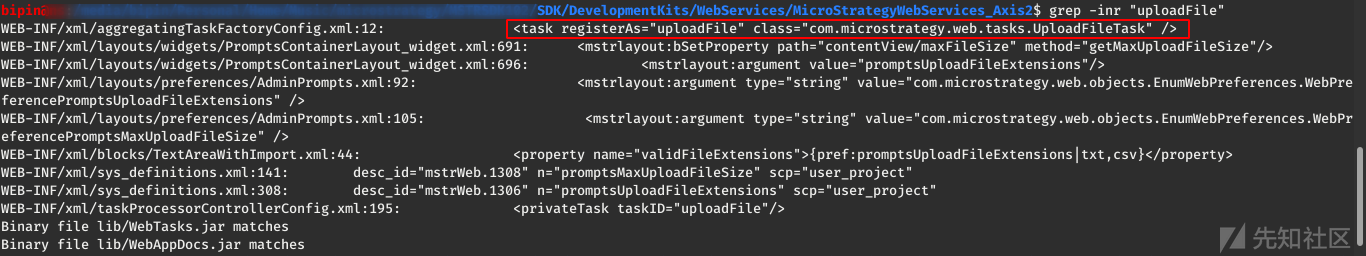 bipina SDK/DevelopmentKits/WebServices/MicroStrategyWebServices_Axis2$ grep -inr "uploadFile"
WEB-INF/xml/aggregatingTaskFactoryConfig.xml:12: <task registerAs="uploadFile" class="com.microstrategy.web.tasks.UploadFileTask" />
WEB-INF/xml/layouts/widgets/PromptsContainerLayout_widget.xml:691: <mstrlayout:bSetProperty path="contentView/maxFileSize" method="getMaxUploadFileSize"/>
WEB-INF/xml/layouts/widgets/PromptsContainerLayout_widget.xml:696: <mstrlayout:argument value="promptsUploadFileExtensions"/>
WEB-INF/xml/layouts/preferences/AdminPrompts.xml:92: <mstrlayout:argument type="string" value="com.microstrategy.web.objects.EnumWebPreferences.WebPre
ferencePromptsUploadFileExtensions" />
WEB-INF/xml/layouts/preferences/AdminPrompts.xml:105: <mstrlayout:argument type="string" value="com.microstrategy.web.objects.EnumWebPreferences.WebPr
eferencePromptsMaxUploadFileSize" />
WEB-INF/xml/blocks/TextAreaWithImport.xml:44: <property name="validFileExtensions">{pref:promptsUploadFileExtensions|txt,csv}</property>
WEB-INF/xml/sys_definitions.xml:141: desc_id="mstrWeb.1308" n="promptsMaxUploadFileSize" scp="user_project"
WEB-INF/xml/sys_definitions.xml:308: desc_id="mstrWeb.1306" n="promptsUploadFileExtensions" scp="user_project"
WEB-INF/xml/taskProcessorControllerConfig.xml:195: <privateTask taskID="uploadFile"/>
Binary file lib/WebTasks.jar matches
Binary file lib/WebAppDocs.jar matches
先知社区